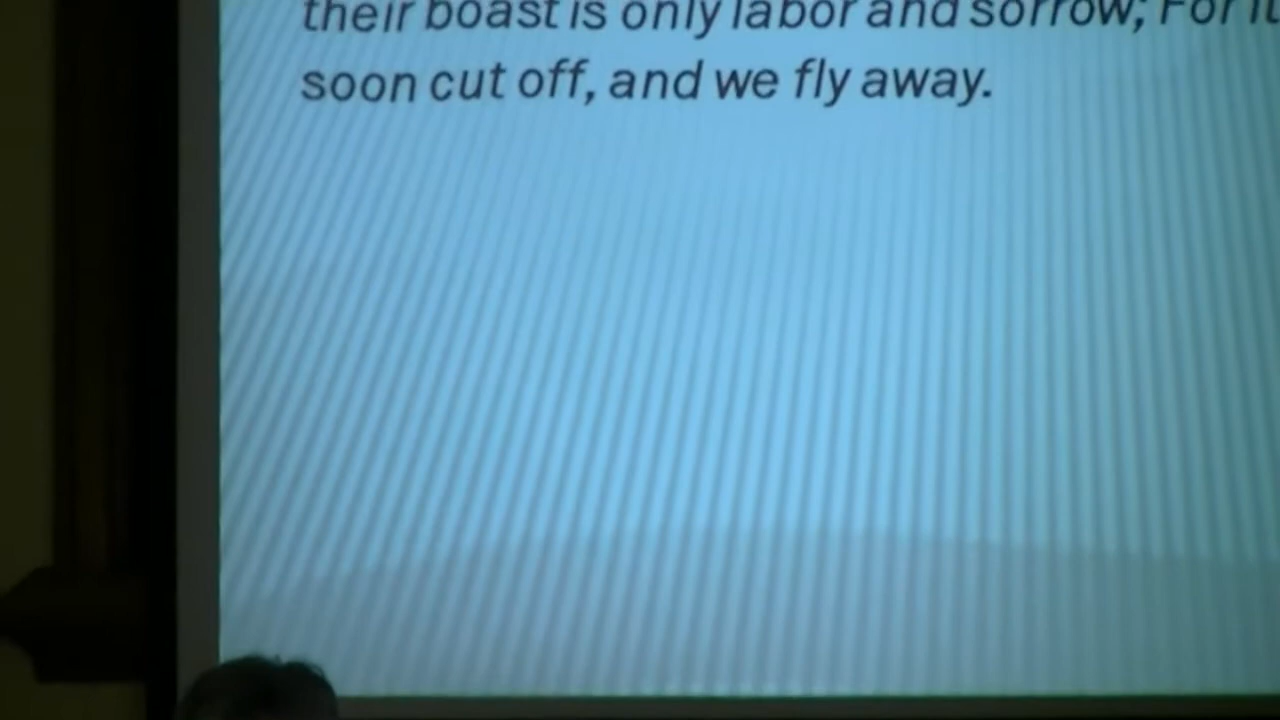 their boast is only labor and sorrow; For it
soon cut off, and we fly away.